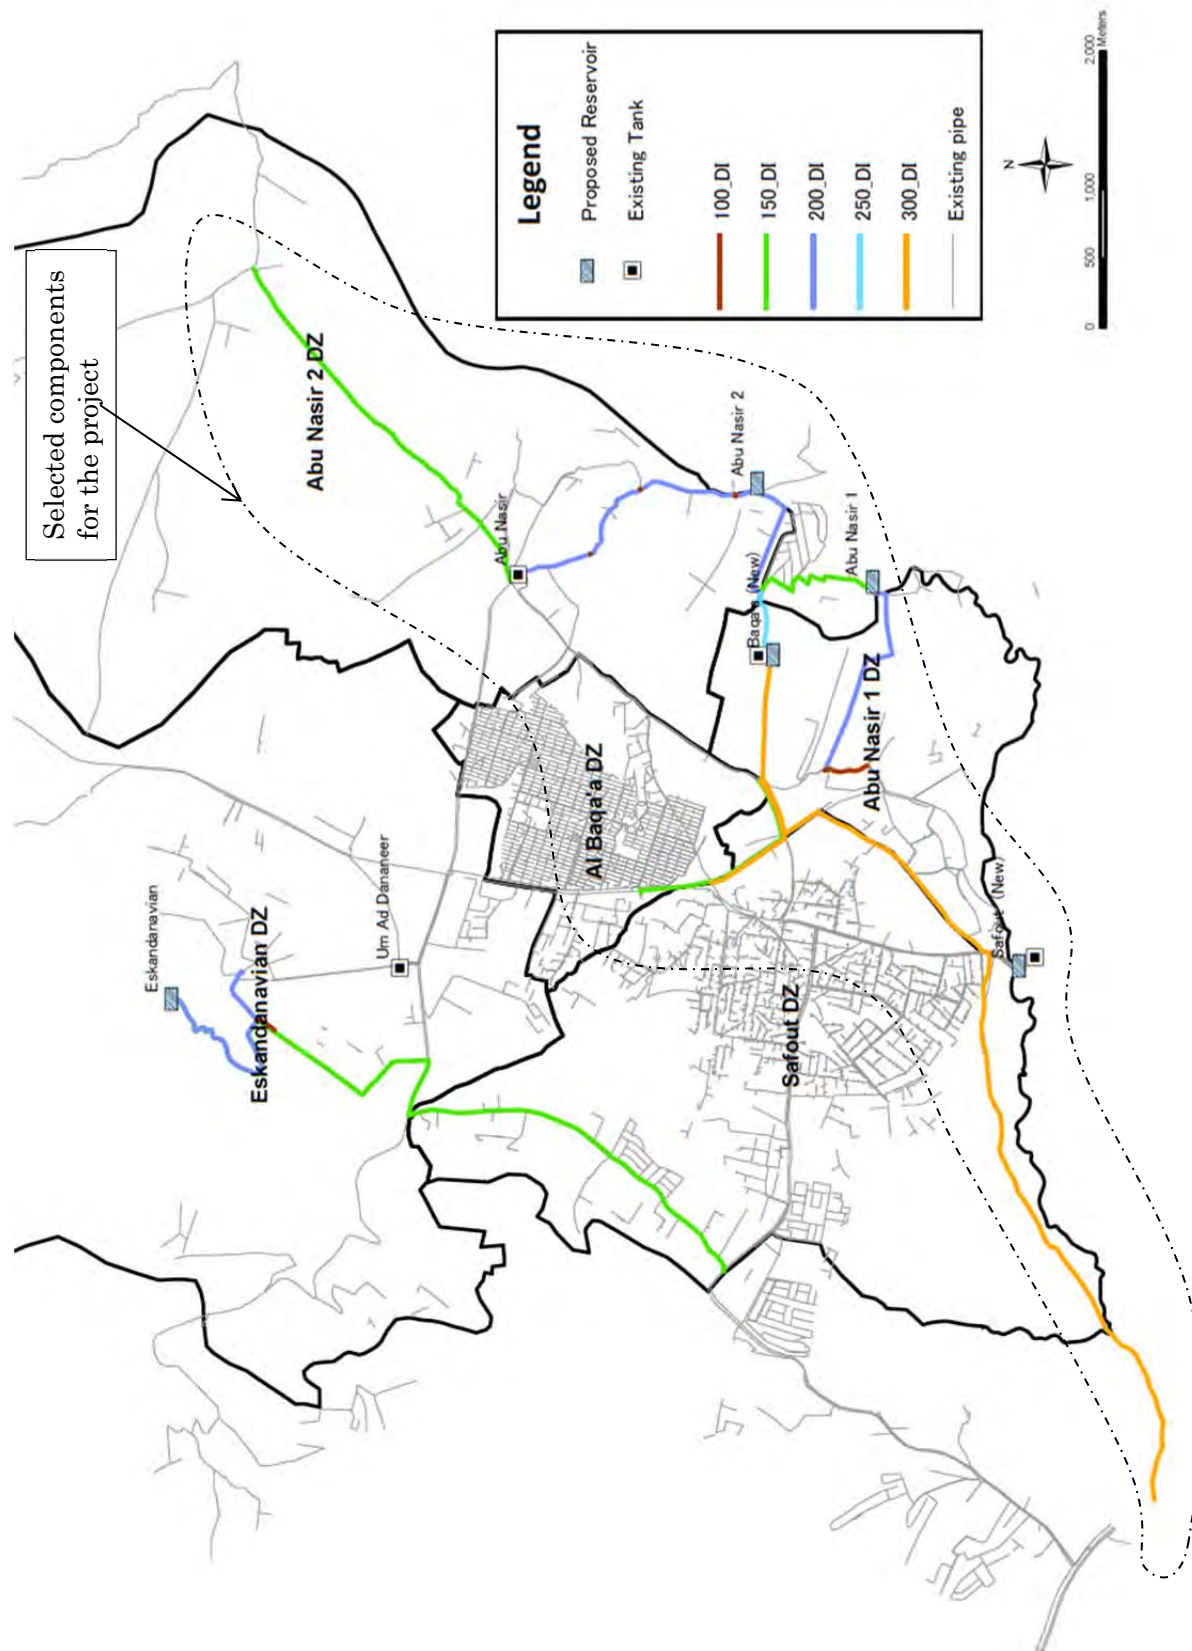 Selected components
for the project
Legend
Proposed Reservoir
Existing Tank
100_DI
150_DI
200_DI
250_DI
300_DI
Existing pipe
N
0
500
1,000
2,000
Meters
Abu Nasir 2 DZ
Abu Nasir
Abu Nasir 2
Abu Nasir 1
Baqa'a (New)
Abu Nasir 1 DZ
Al Baqa'a DZ
Um Ad Dananeer
Eskandanavian
Eskandanavian DZ
Safout (New)
Safout DZ